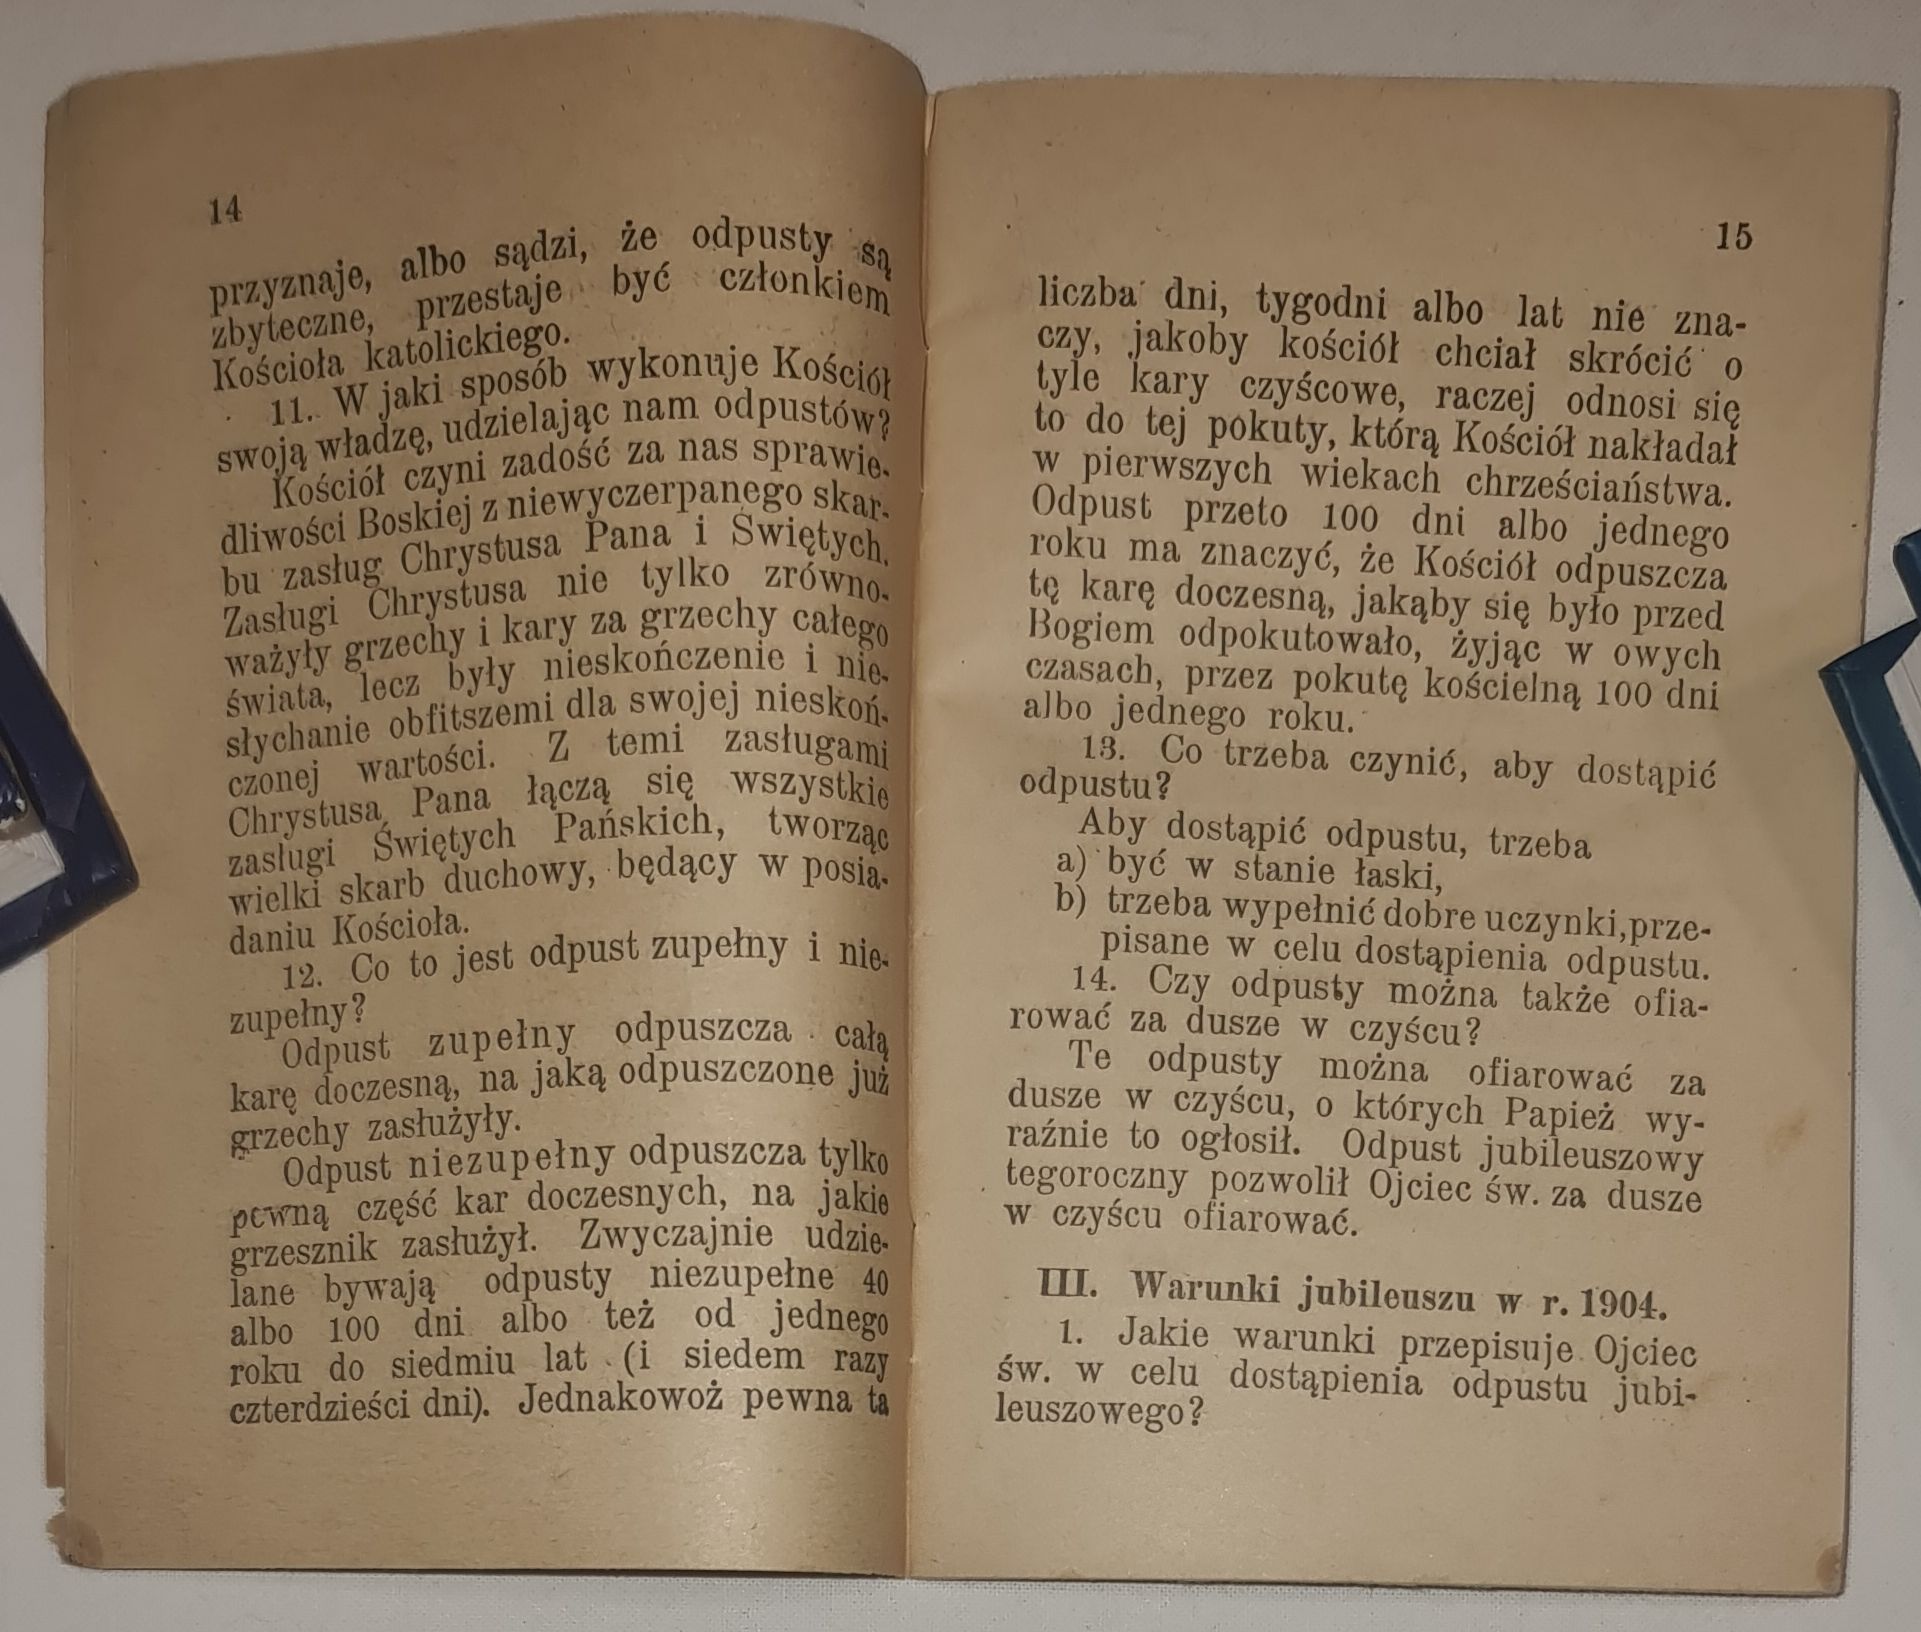 14
przyznaje, albo sądzi, że odpusty są
zbyteczne, przestaje być członkiem
Kościoła katolickiego.
11. W jaki sposób wykonuje Kościół
swoją władzę, udzielając nam odpustów?
Kościół czyni zadość za nas sprawie-
dliwości Boskiej z niewyczerpanego skar-
bu zasług Chrystusa Pana i Świętych.
Zasługi Chrystusa nie tylko zrówno-
ważyły grzechy i kary za grzechy całego
świata, lecz były nieskończenie i nie-
słychanie obfitszemi dla swojej nieskoń-
czonej wartości. Z temi zasługami
Chrystusa Pana łączą się wszystkie
zasługi Świętych Pańskich, tworząc
wielki skarb duchowy, będący w posia-
daniu Kościoła.
12. Co to jest odpust zupełny i nie-
zupełny?
Odpust zupełny odpuszcza całą
karę doczesną, na jaką odpuszczone już
grzechy zasłużyły.
Odpust niezupełny odpuszcza tylko
pewną część kar doczesnych, na jakie
grzesznik zasłużył. Zwyczajnie udzie-
lane bywają odpusty niezupełne 40
albo 100 dni albo też od jednego
roku do siedmiu lat (i siedem razy
czterdzieści dni). Jednakowoż pewna ta
15
liczba dni, tygodni albo lat nie zna-
czy, jakoby kościół chciał skrócić o
tyle kary czyścowe, raczej odnosi się
to do tej pokuty, którą Kościół nakładał
w pierwszych wiekach chrześciaństwa.
Odpust przeto 100 dni albo jednego
roku ma znaczyć, że Kościół odpuszcza
tę karę doczesną, jakąby się było przed
Bogiem odpokutowało, żyjąc w owych
czasach, przez pokutę kościelną 100 dni
albo jednego roku.
13. Co trzeba czynić, aby dostąpić
odpustu?
Aby dostąpić odpustu, trzeba
a) być w stanie łaski,
b) trzeba wypełnić dobre uczynki, prze-
pisane w celu dostąpienia odpustu.
14. Czy odpusty można także ofia-
rować za dusze w czyścu?
Te odpusty można ofiarować za
dusze w czyścu, o których Papież wy-
raźnie to ogłosił. Odpust jubileuszowy
tegoroczny pozwolił Ojciec św. za dusze
w czyścu ofiarować.
III. Warunki jubileuszu w r. 1904.
1. Jakie warunki przepisuje Ojciec
św. w celu dostąpienia odpustu jubi-
leuszowego?